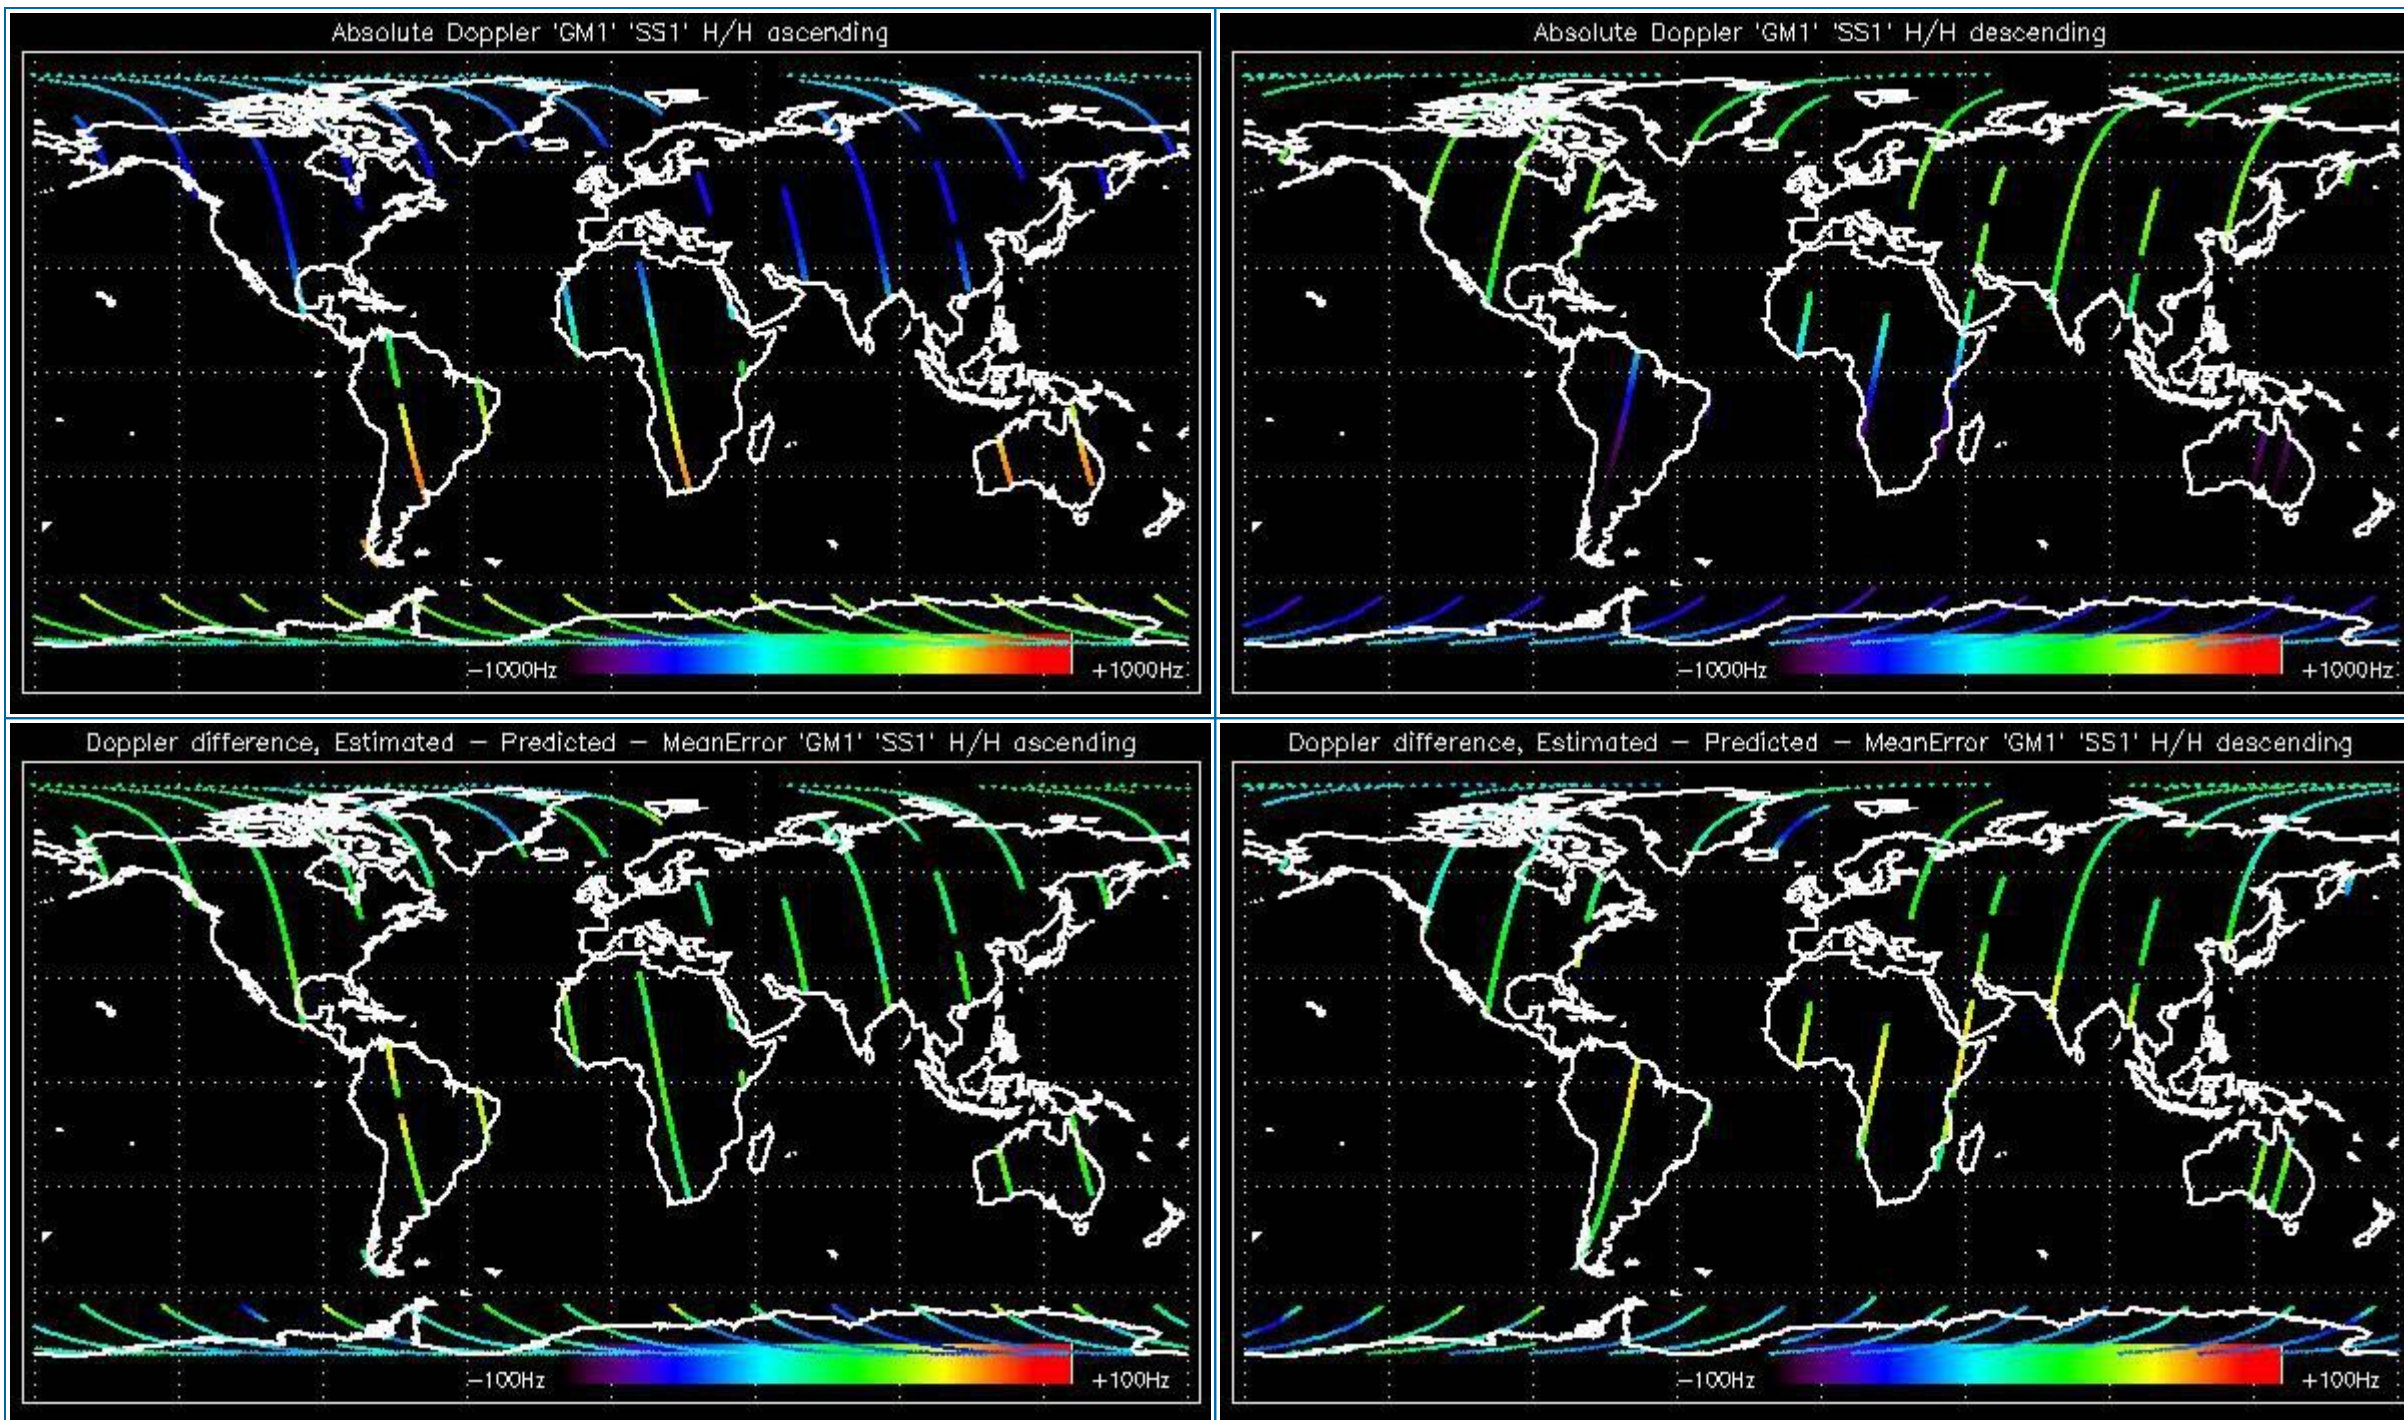 Absolute Doppler 'GM1' 'SS1' H/H ascending
-1000Hz
+1000Hz
Absolute Doppler 'GM1' 'SS1' H/H descending
-1000Hz
+1000Hz
Doppler difference, Estimated - Predicted - MeanError 'GM1' 'SS1' H/H ascending
-100Hz
+100Hz
Doppler difference, Estimated - Predicted - MeanError 'GM1' 'SS1' H/H descending
-100Hz
+100Hz